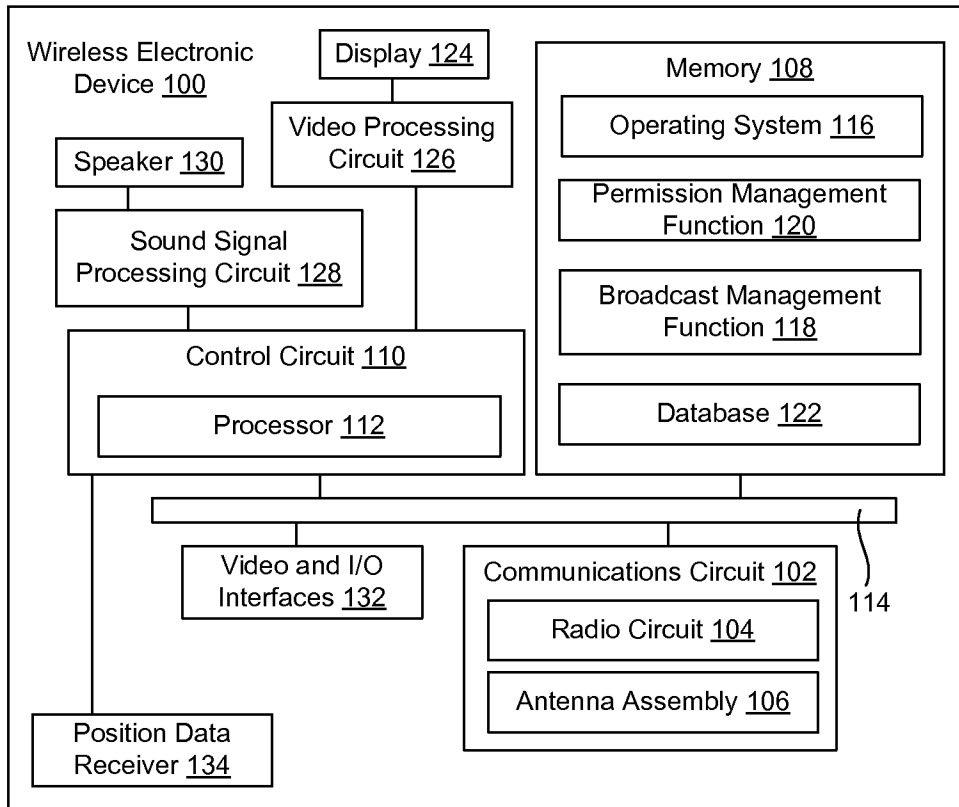 Wireless Electronic
Device 100
Display 124
Video Processing
Circuit 126
Speaker 130
Sound Signal
Processing Circuit 128
Control Circuit 110
Processor 112
Memory 108
Operating System 116
Permission Management
Function 120
Broadcast Management
Function 118
Database 122
114
Video and I/O
Interfaces 132
Communications Circuit 102
Radio Circuit 104
Antenna Assembly 106
Position Data
Receiver 134